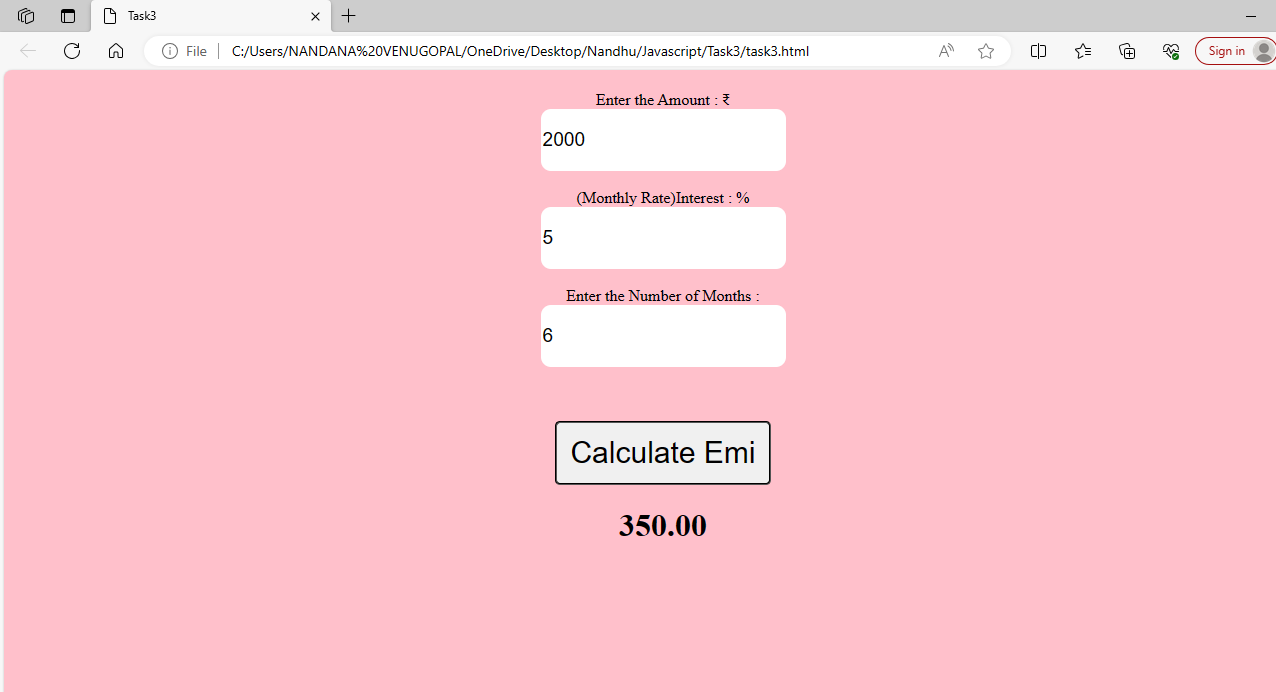 Task3
File
C:/Users/NANDANA%20VENUGOPAL/OneDrive/Desktop/Nandhu/Javascript/Task3/task3.html
Sign in
Enter the Amount : ₹
2000
(Monthly Rate)Interest : %
5
Enter the Number of Months :
6
Calculate Emi
350.00